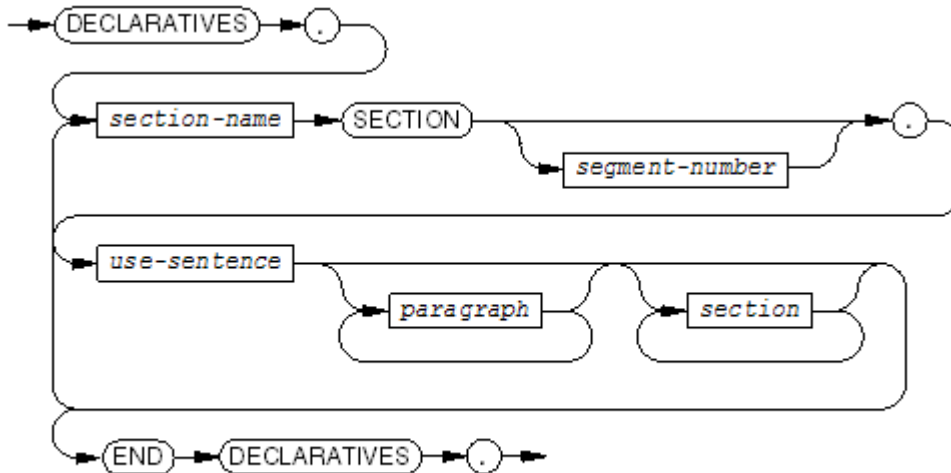 DECLARATIVES .
section-name SECTION .
segment-number
use-sentence
paragraph section
END DECLARATIVES .